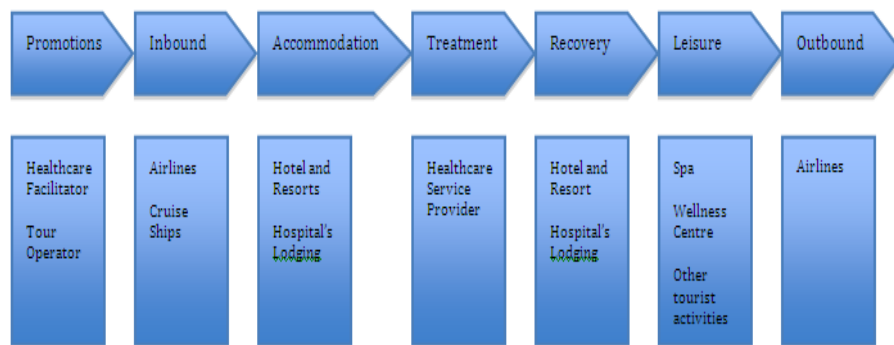 Promotions
Inbound
Accommodation
Treatment
Recovery
Leisure
Outbound
Healthcare
Facilitator
Tour
Operator
Airlines
Cruise
Ships
Hotel and
Resorts
Hospital's
Lodging
Healthcare
Service
Provider
Hotel and
Resort
Hospital's
Lodging
Spa
Wellness
Centre
Other
tourist
activities
Airlines